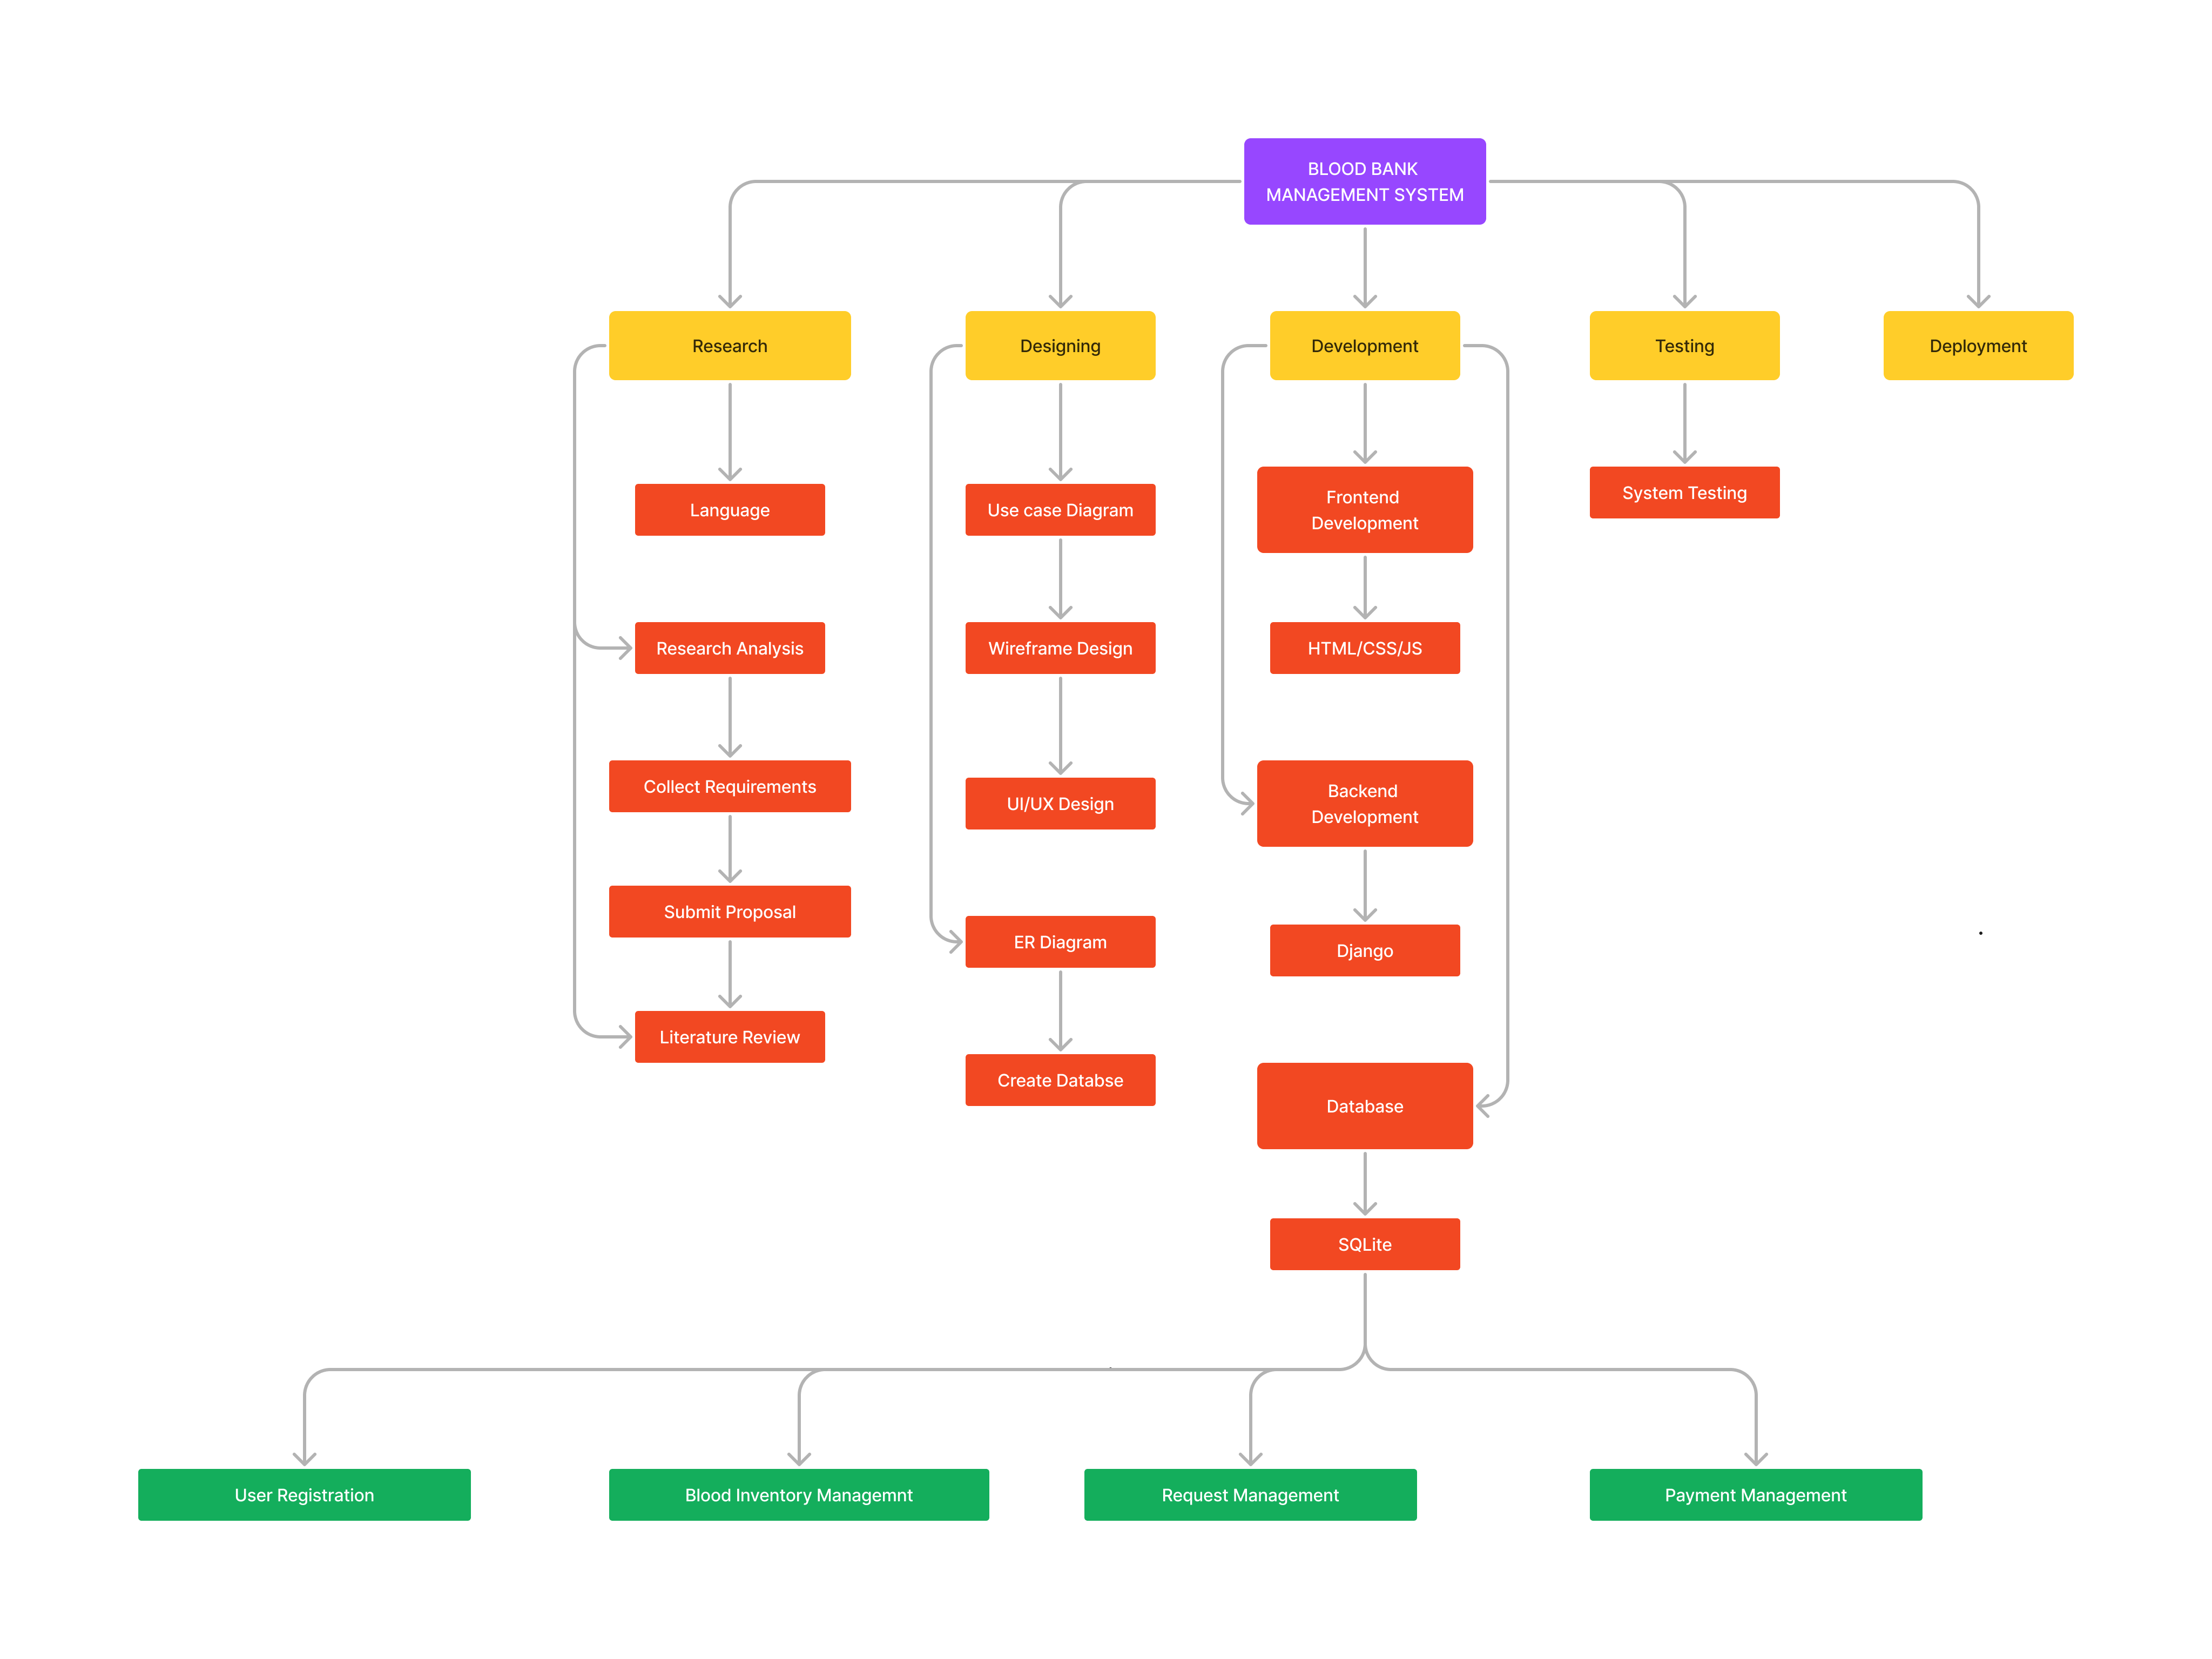 BLOOD BANK
MANAGEMENT SYSTEM
Research
Designing
Development
Testing
Deployment
Language
Use case Diagram
Frontend
Development
System Testing
Research Analysis
Wireframe Design
HTML/CSS/JS
Collect Requirements
UI/UX Design
Backend
Development
Submit Proposal
ER Diagram
Django
Literature Review
Create Databse
Database
SQLite
User Registration
Blood Inventory Managemnt
Request Management
Payment Management